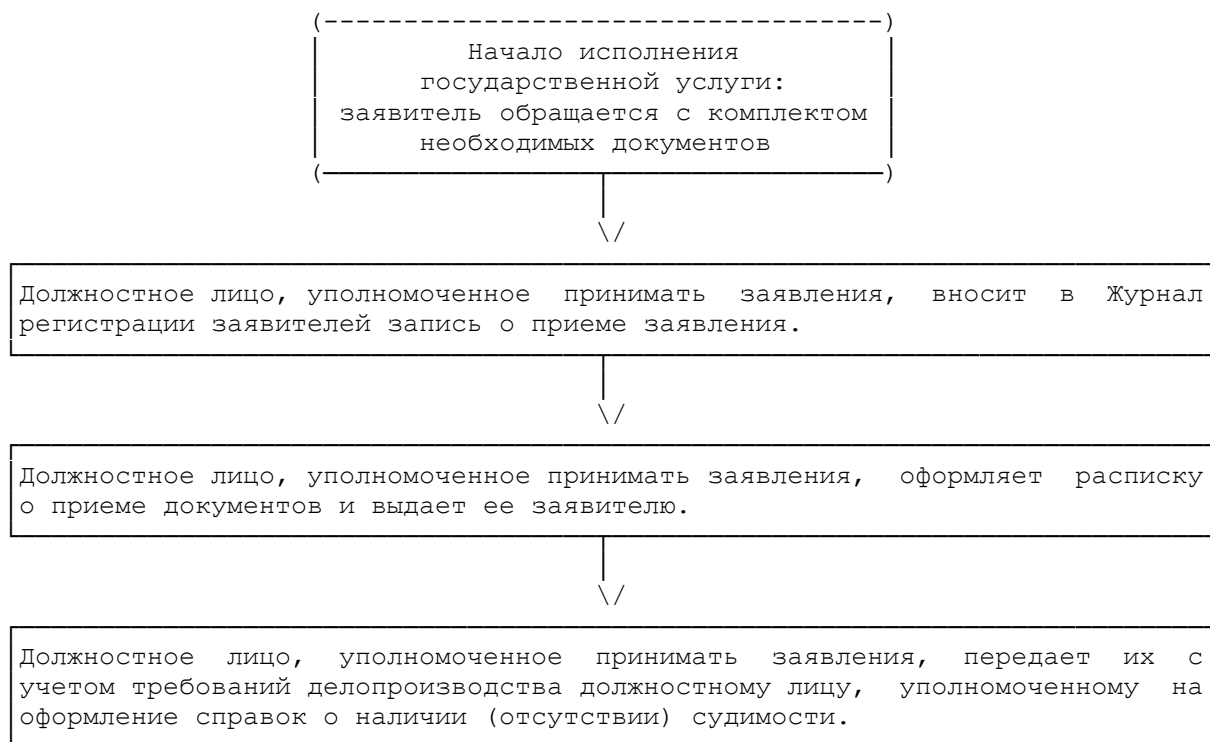 Начало исполнения
государственной услуги:
заявитель обращается с комплектом
необходимых документов
Должностное лицо, уполномоченное принимать заявления, вносит в Журнал
регистрации заявителей запись о приеме заявления.
Должностное лицо, уполномоченное принимать заявления, оформляет расписку
о приеме документов и выдает ее заявителю.
Должностное лицо, уполномоченное принимать заявления, передает их с
учетом требований делопроизводства должностному лицу, уполномоченному на
оформление справок о наличии (отсутствии) судимости.